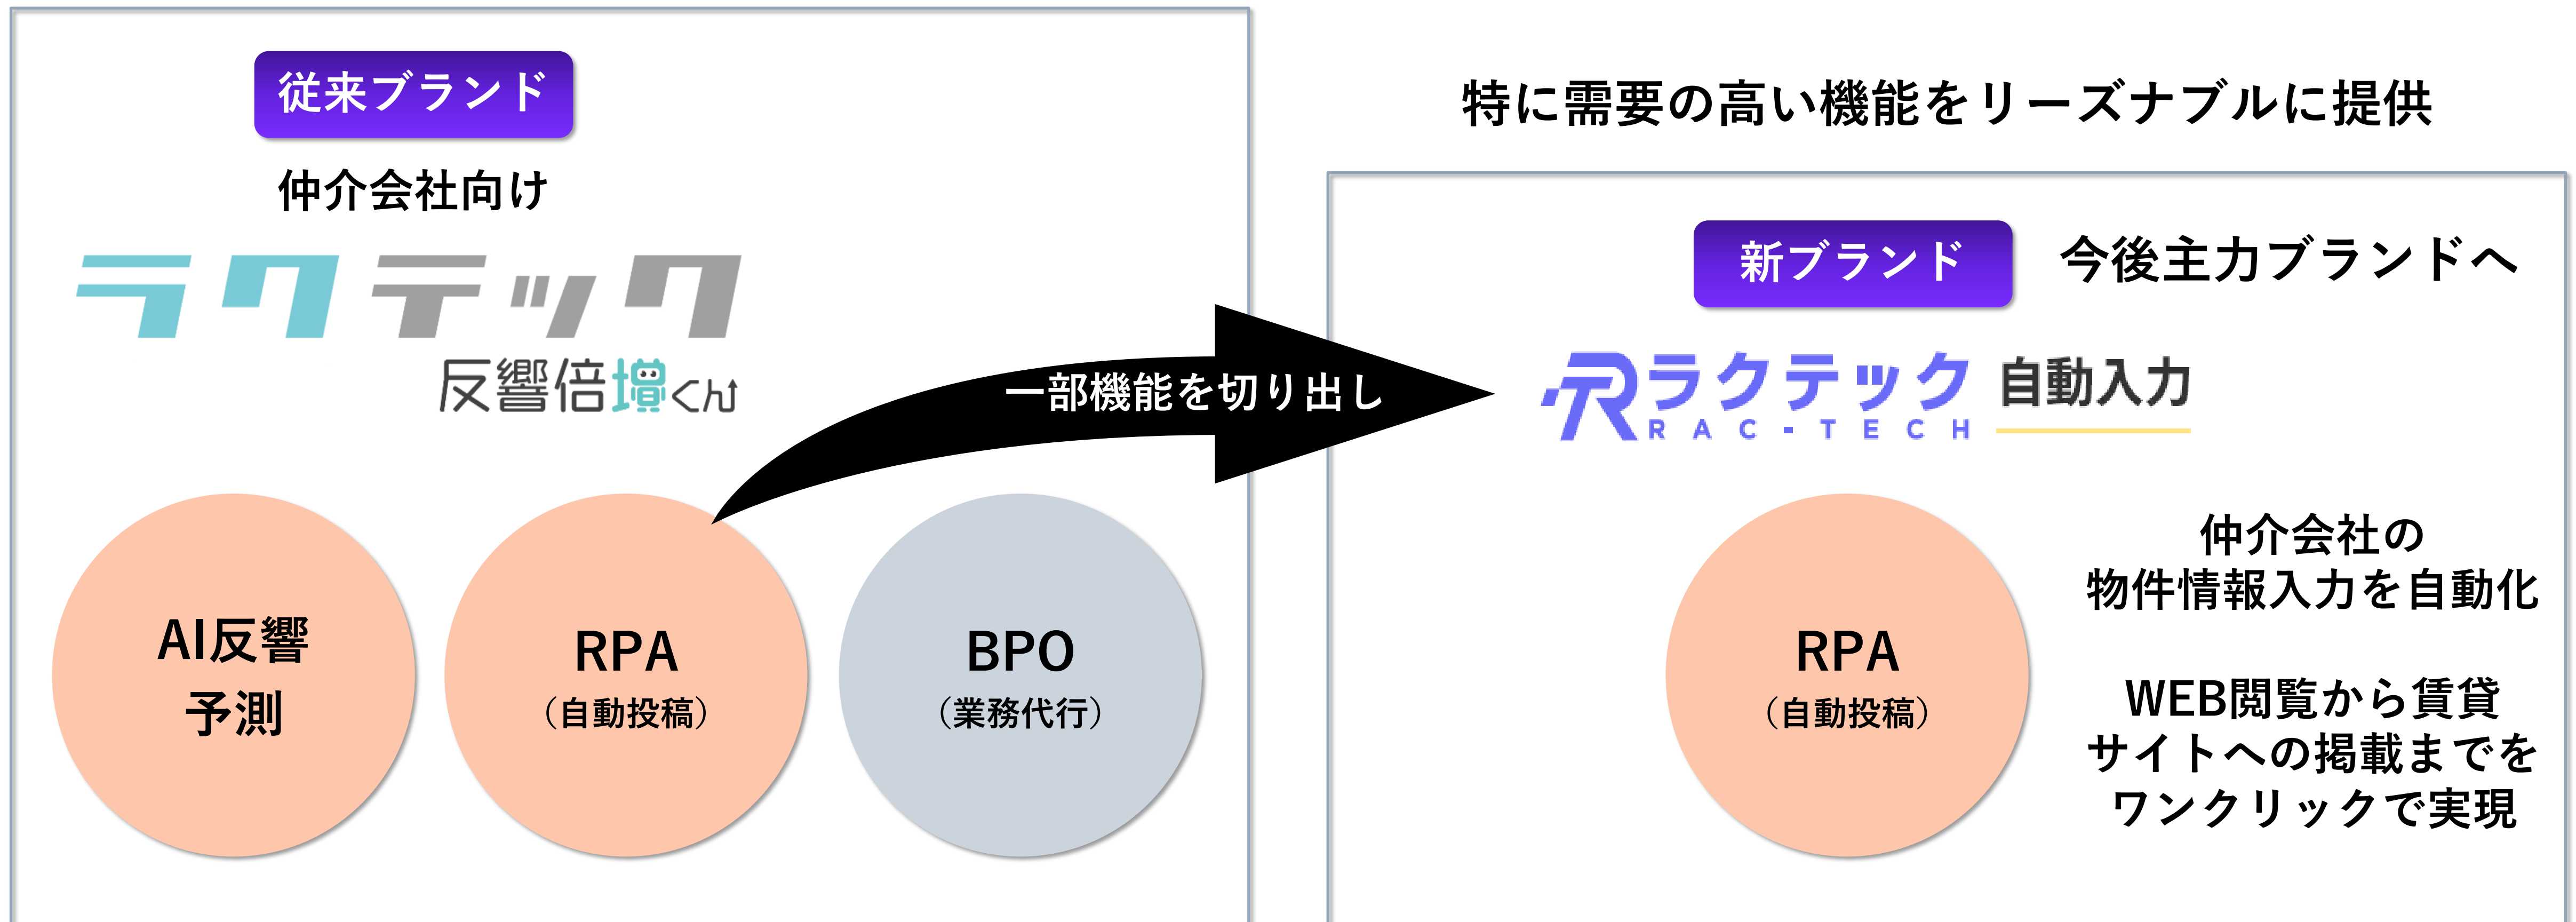 従来ブランド
仲介会社向け
ラクテック
反響倍増くん
AI反響
予測
RPA
（自動投稿）
BPO
（業務代行）
一部機能を切り出し
特に需要の高い機能をリーズナブルに提供
新ブランド
今後主力ブランドへ
ラクテック
RAC-TECH
自動入力
RPA
（自動投稿）
仲介会社の
物件情報入力を自動化
WEB閲覧から賃貸
サイトへの掲載までを
ワンクリックで実現